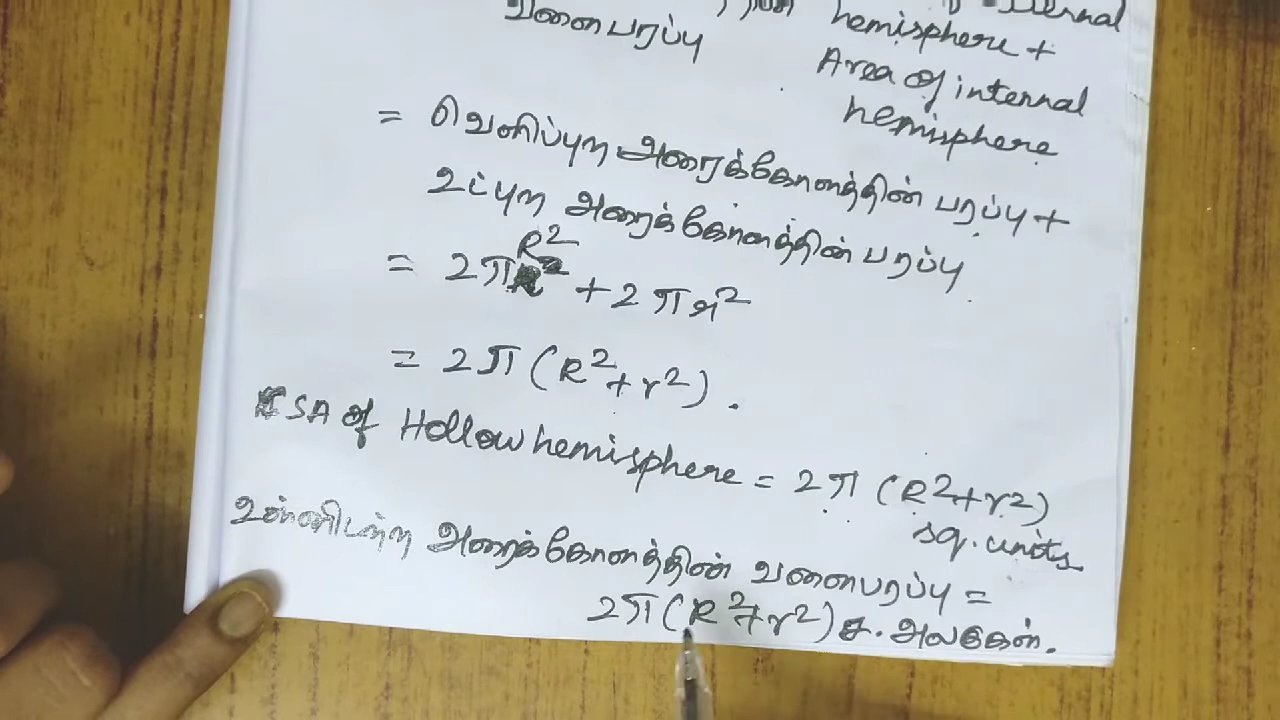 வளைபரப்பு
hemisphere +
Area of internal
hemisphere
= வெளிப்புற அரைக்கோளத்தின் பரப்பு +
உட்புற அரைக்கோளத்தின் பரப்பு
= 2πR² + 2πr²
= 2π (R²+r²).
CSA of Hollow hemisphere = 2π (R²+r²)
sq. units
உள்ளீடற்ற அரைக்கோளத்தின் வளைபரப்பு =
2π(R²+r²) ச. அலகுகள்.